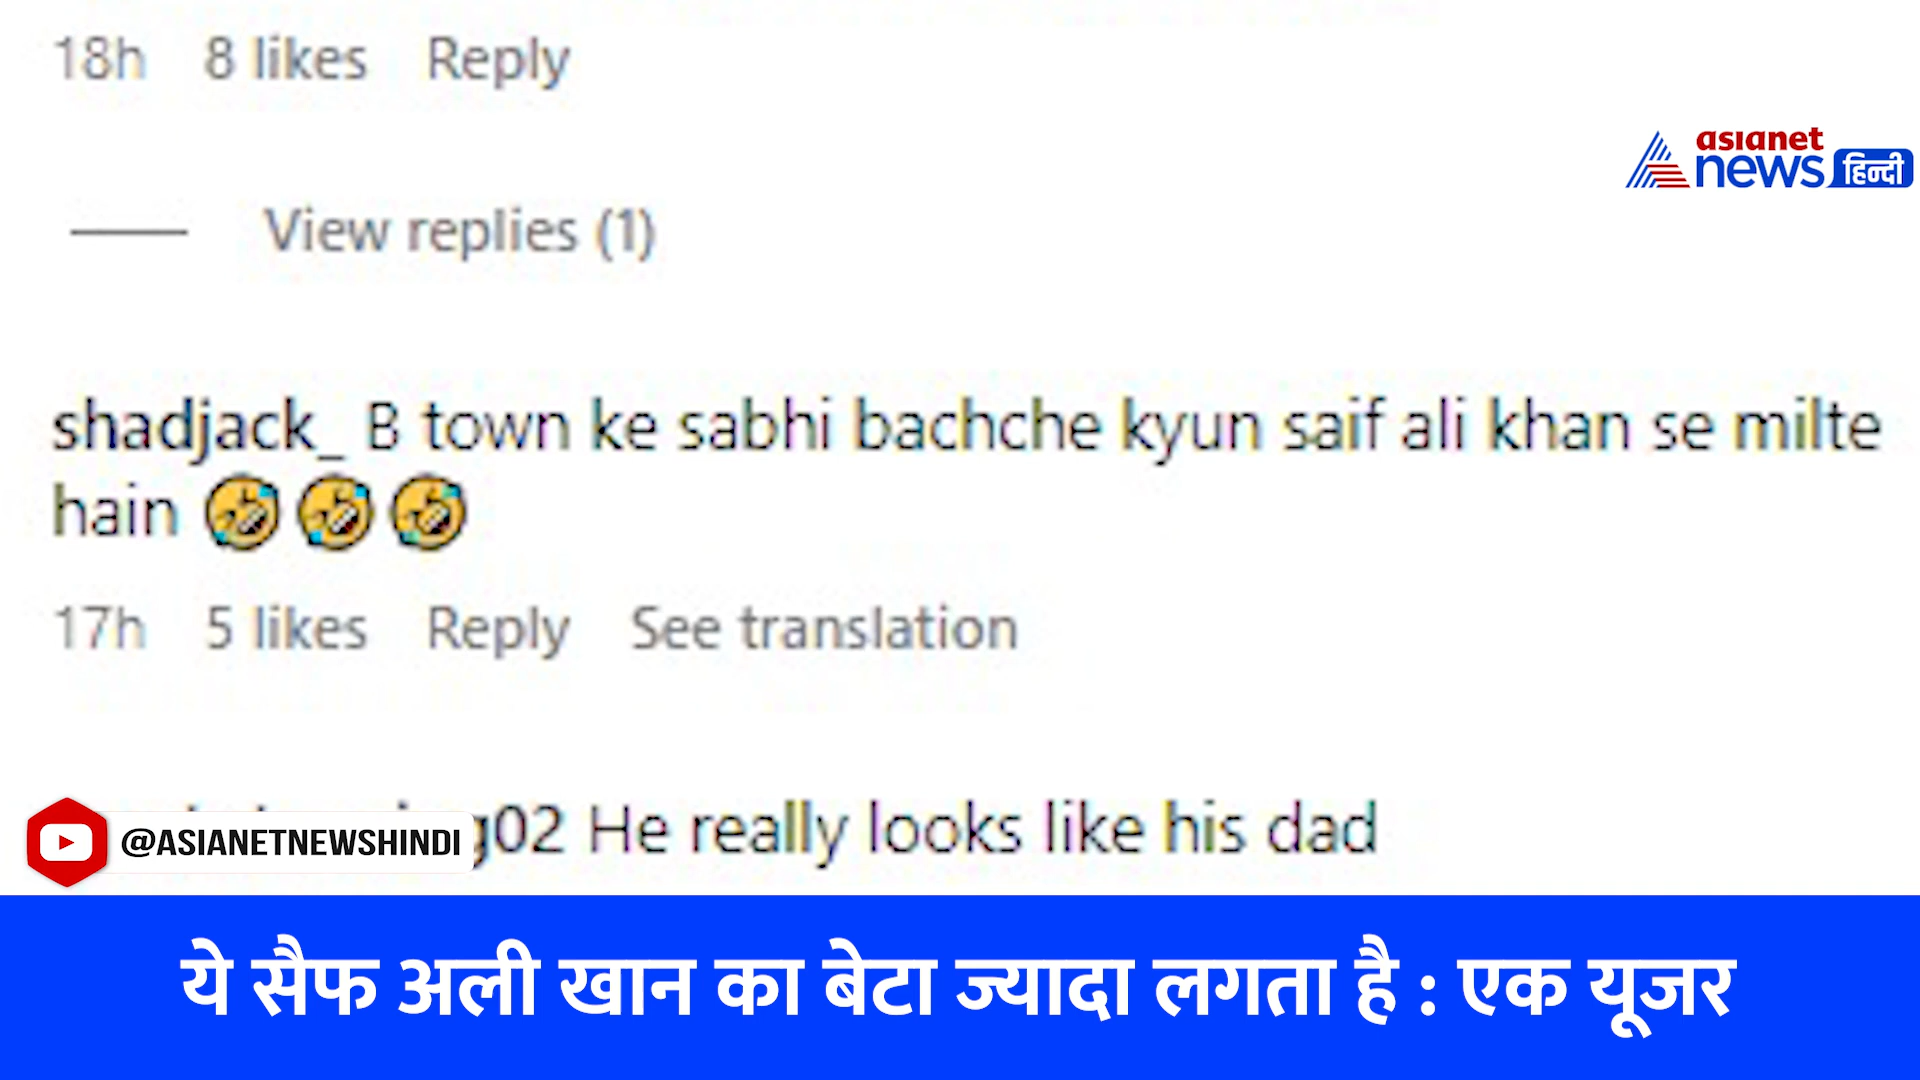 18h 8 likes Reply
asianet
news हिन्दी
View replies (1)
shadjack_ B town ke sabhi bachche kyun saif ali khan se milte
hain 🤣🤣🤣
17h 5 likes Reply See translation
g02 He really looks like his dad
@ASIANETNEWSHINDI
ये सैफ अली खान का बेटा ज्यादा लगता है : एक यूजर